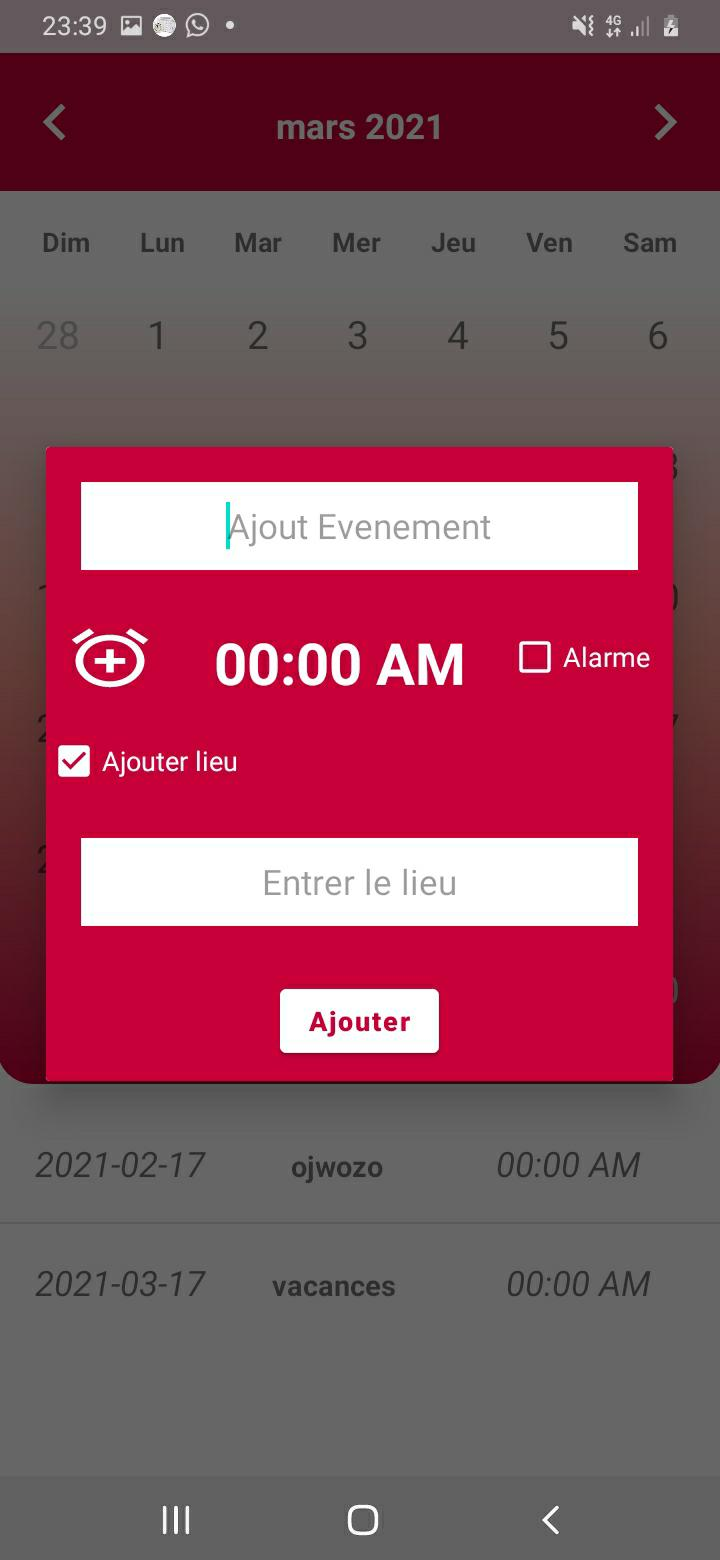 23:39 4G
mars 2021
Dim Lun Mar Mer Jeu Ven Sam
28 1 2 3 4 5 6
Ajout Evenement
00:00 AM Alarme
Ajouter lieu
Entrer le lieu
Ajouter
2021-02-17 ojwozo 00:00 AM
2021-03-17 vacances 00:00 AM